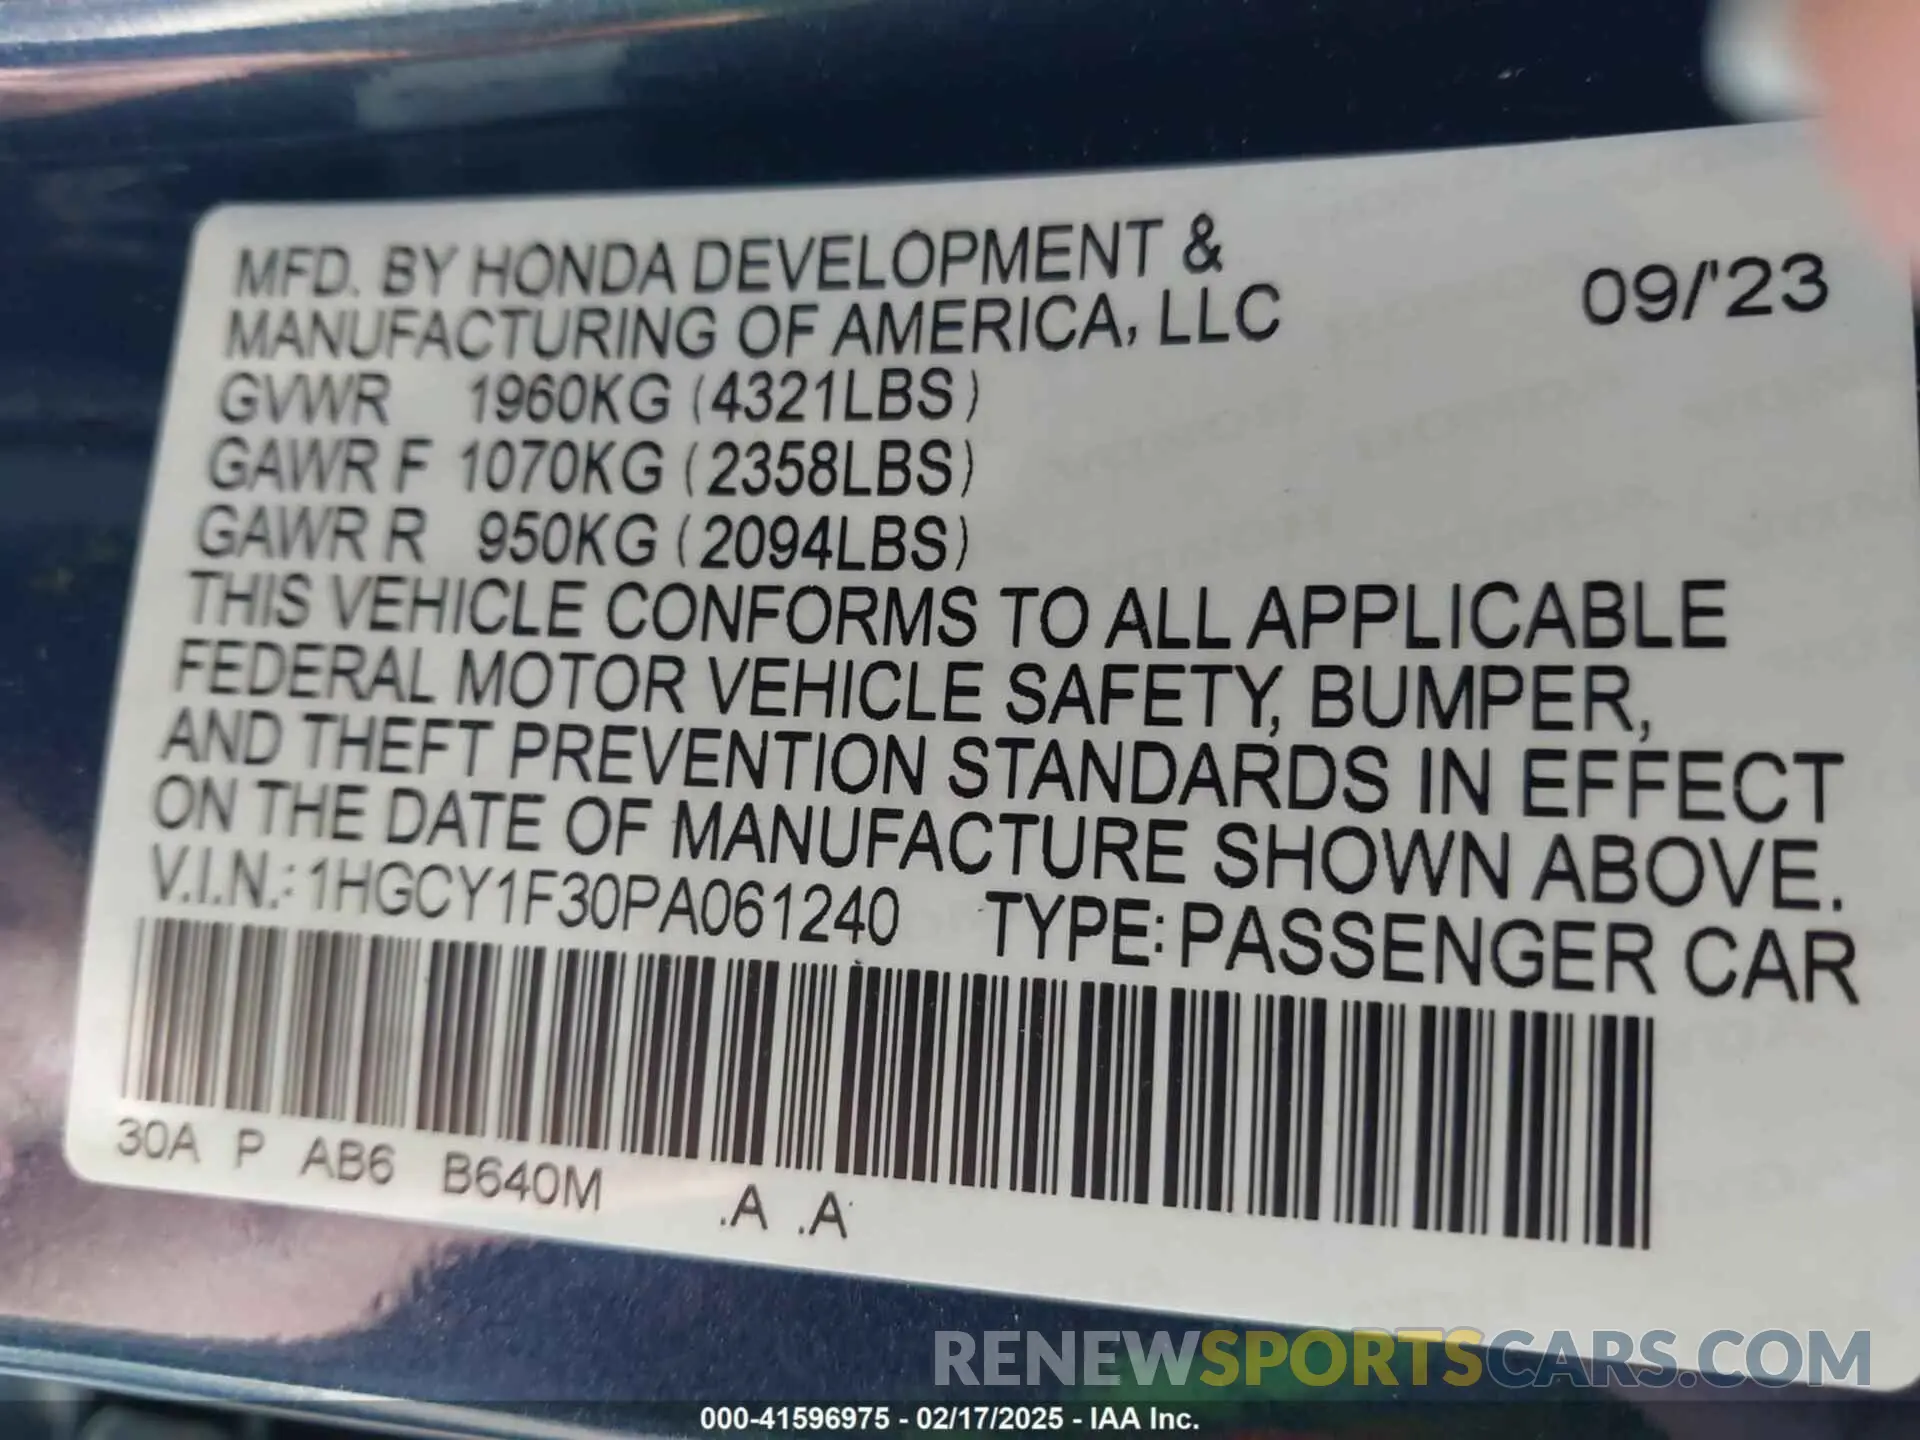 MFD. BY HONDA DEVELOPMENT &
MANUFACTURING OF AMERICA, LLC
09/'23
GVWR 1960KG (4321LBS)
GAWR F 1070KG (2358LBS)
GAWR R 950KG (2094LBS)
THIS VEHICLE CONFORMS TO ALL APPLICABLE
FEDERAL MOTOR VEHICLE SAFETY, BUMPER,
AND THEFT PREVENTION STANDARDS IN EFFECT
ON THE DATE OF MANUFACTURE SHOWN ABOVE.
V.I.N.: 1HGCY1F30PA061240 TYPE: PASSENGER CAR
30A P AB6 B640M .A .A
RENEWSPORTSCARS.COM
000-41596975 - 02/17/2025 - IAA Inc.